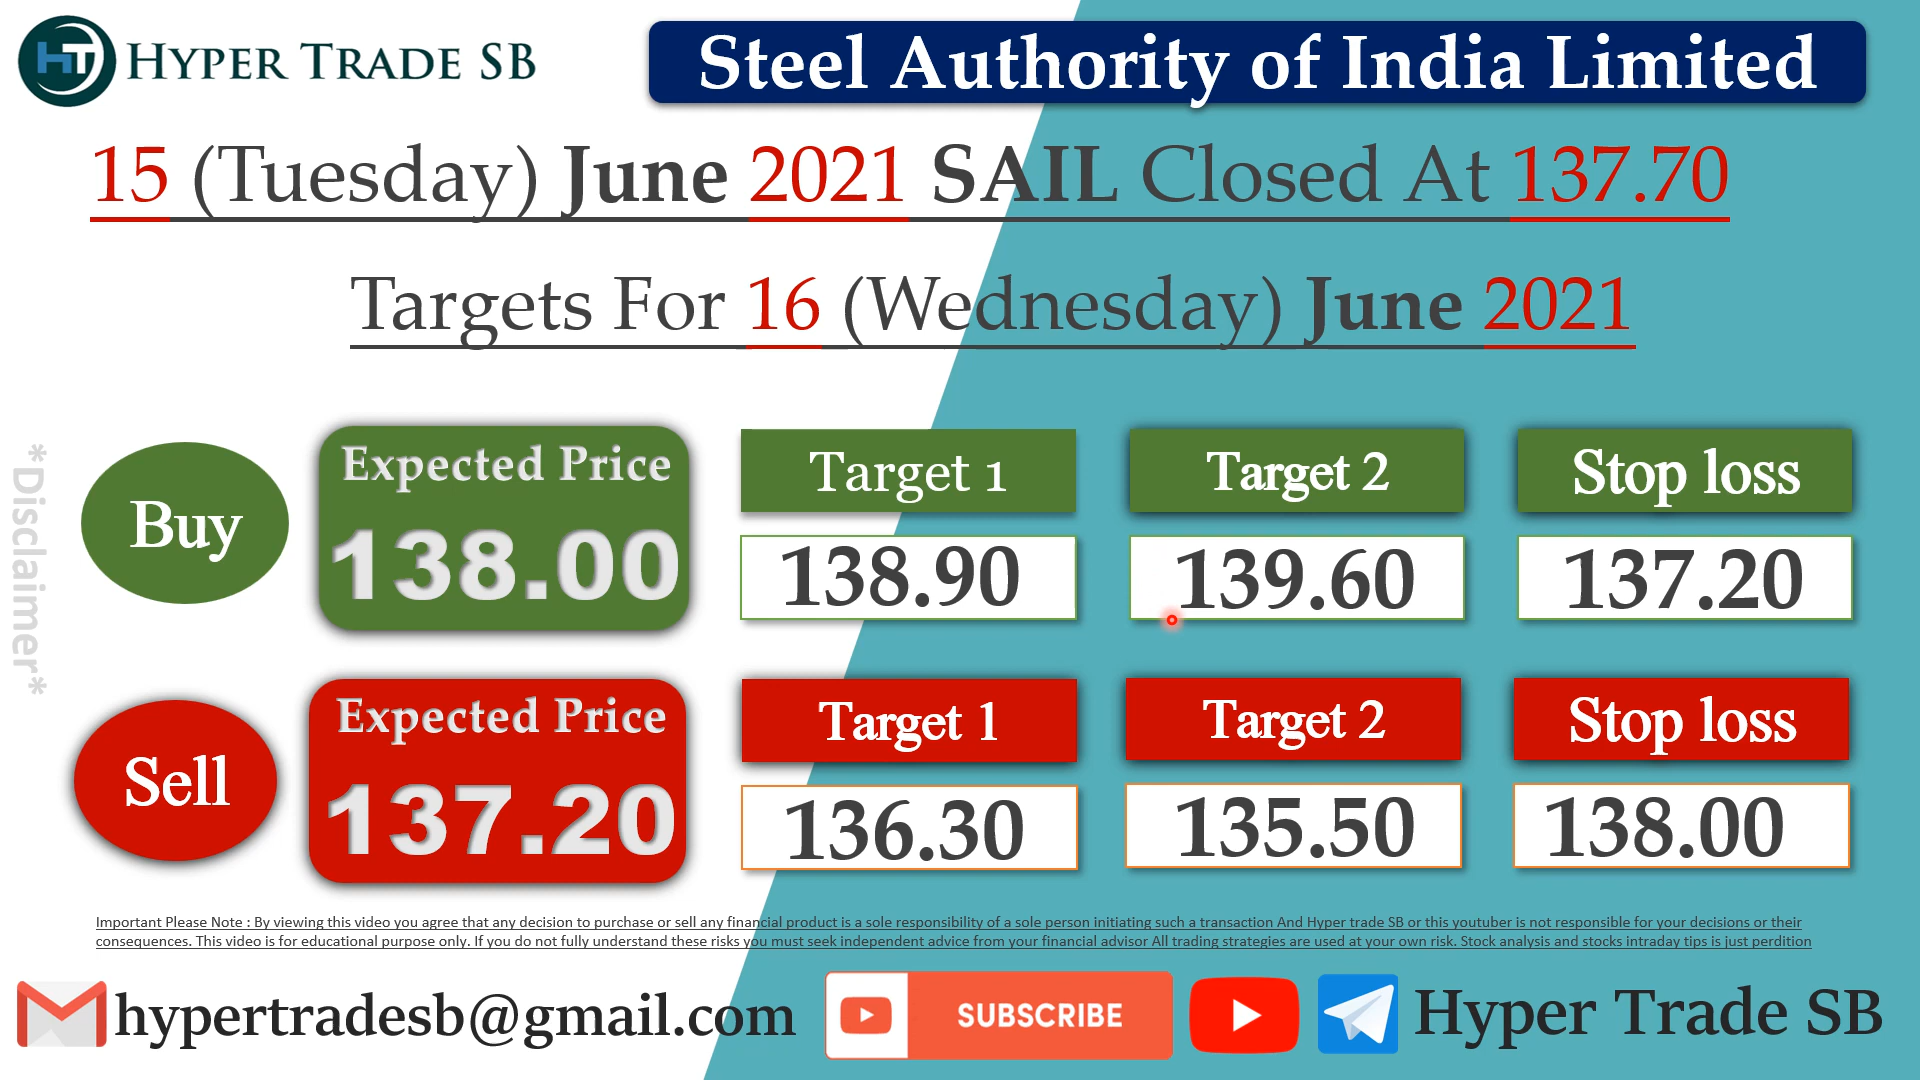 HT HYPER TRADE SB
Steel Authority of India Limited
15 (Tuesday) June 2021 SAIL Closed At 137.70
Targets For 16 (Wednesday) June 2021
*Disclaimer*
Buy
Expected Price
138.00
Target 1
138.90
Target 2
139.60
Stop loss
137.20
Sell
Expected Price
137.20
Target 1
136.30
Target 2
135.50
Stop loss
138.00
Important Please Note : By viewing this video you agree that any decision to purchase or sell any financial product is a sole responsibility of a sole person initiating such a transaction And Hyper trade SB or this youtuber is not responsible for your decisions or their
consequences. This video is for educational purpose only. If you do not fully understand these risks you must seek independent advice from your financial advisor All trading strategies are used at your own risk. Stock analysis and stocks intraday tips is just perdition
hypertradesb@gmail.com
SUBSCRIBE
Hyper Trade SB